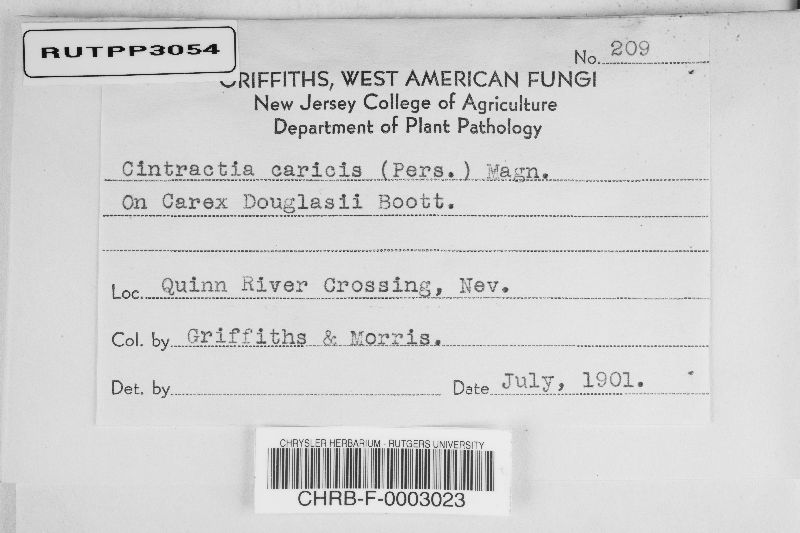 RUTPP3054
No. 209
GRIFFITHS, WEST AMERICAN FUNGI
New Jersey College of Agriculture
Department of Plant Pathology
Cintractia caricis (Pers.) Magn.
On Carex Douglasii Boott.
Loc. Quinn River Crossing, Nev.
Col. by Griffiths & Morris.
Det. by Date July, 1901.
CHRYSLER HERBARIUM - RUTGERS UNIVERSITY
CHRB-F-0003023